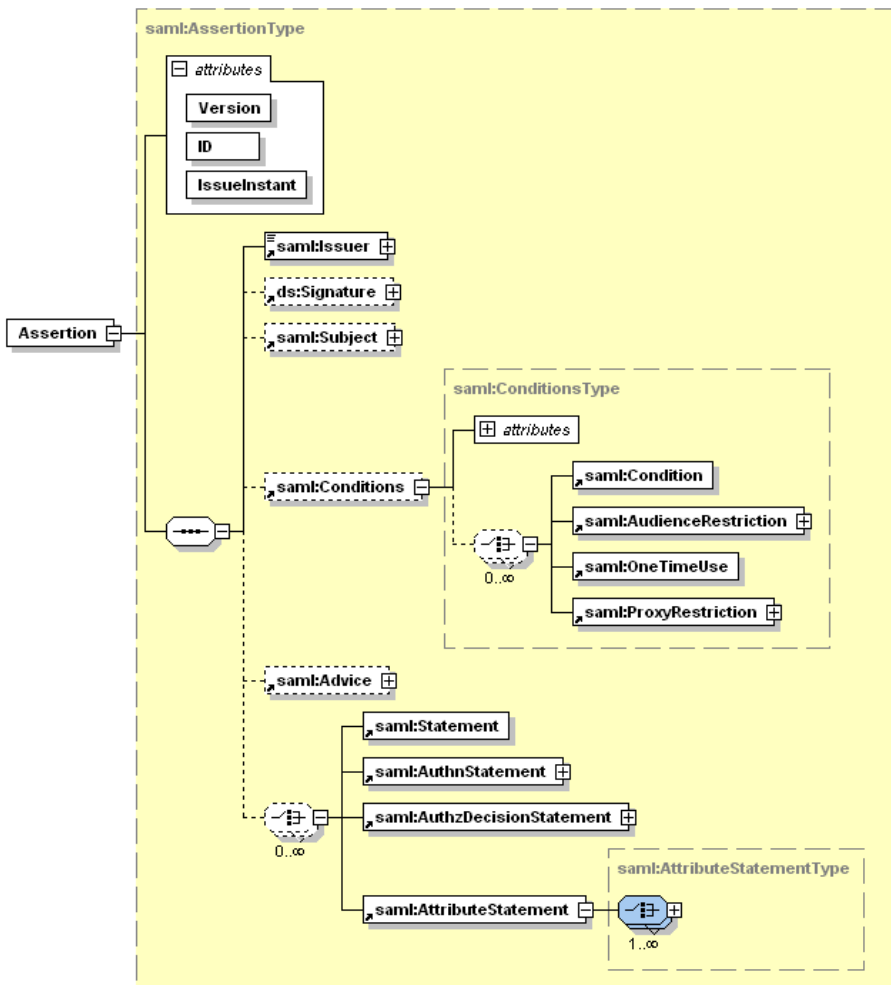 saml:AssertionType
attributes
Version
ID
IssueInstant
saml:Issuer
ds:Signature
Assertion
saml:Subject
saml:ConditionsType
attributes
saml:Conditions
saml:Condition
saml:AudienceRestriction
saml:OneTimeUse
0..∞
saml:ProxyRestriction
saml:Advice
saml:Statement
saml:AuthnStatement
saml:AuthzDecisionStatement
0..∞
saml:AttributeStatementType
saml:AttributeStatement
1..∞